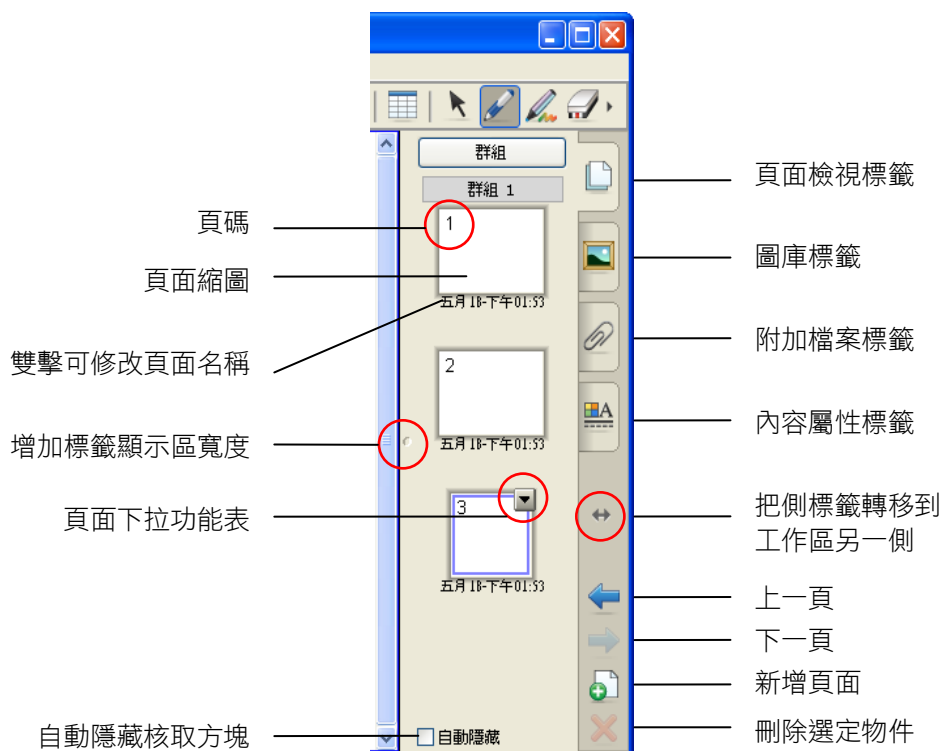 群組
群組 1
頁碼
1
頁面縮圖
五月 18-下午01:53
雙擊可修改頁面名稱
2
增加標籤顯示區寬度
五月 18-下午01:53
頁面下拉功能表
3
五月 18-下午01:53
自動隱藏核取方塊
自動隱藏
頁面檢視標籤
圖庫標籤
附加檔案標籤
A
內容屬性標籤
把側標籤轉移到
工作區另一側
上一頁
下一頁
新增頁面
刪除選定物件